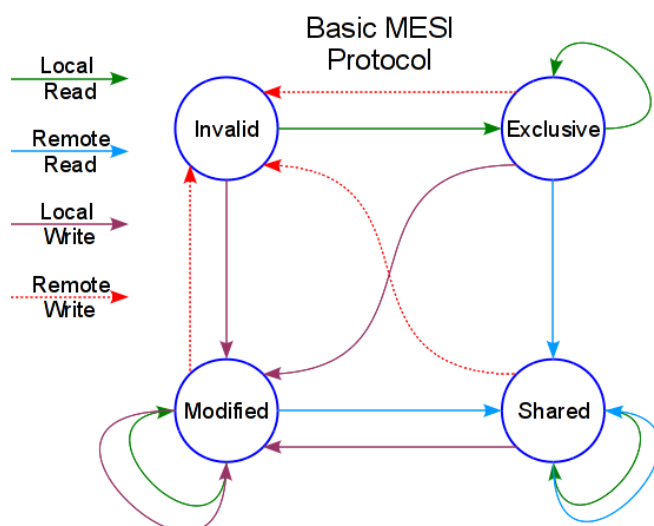 Basic MESI
Protocol
Local
Read
Remote
Read
Local
Write
Remote
Write
Invalid
Exclusive
Modified
Shared